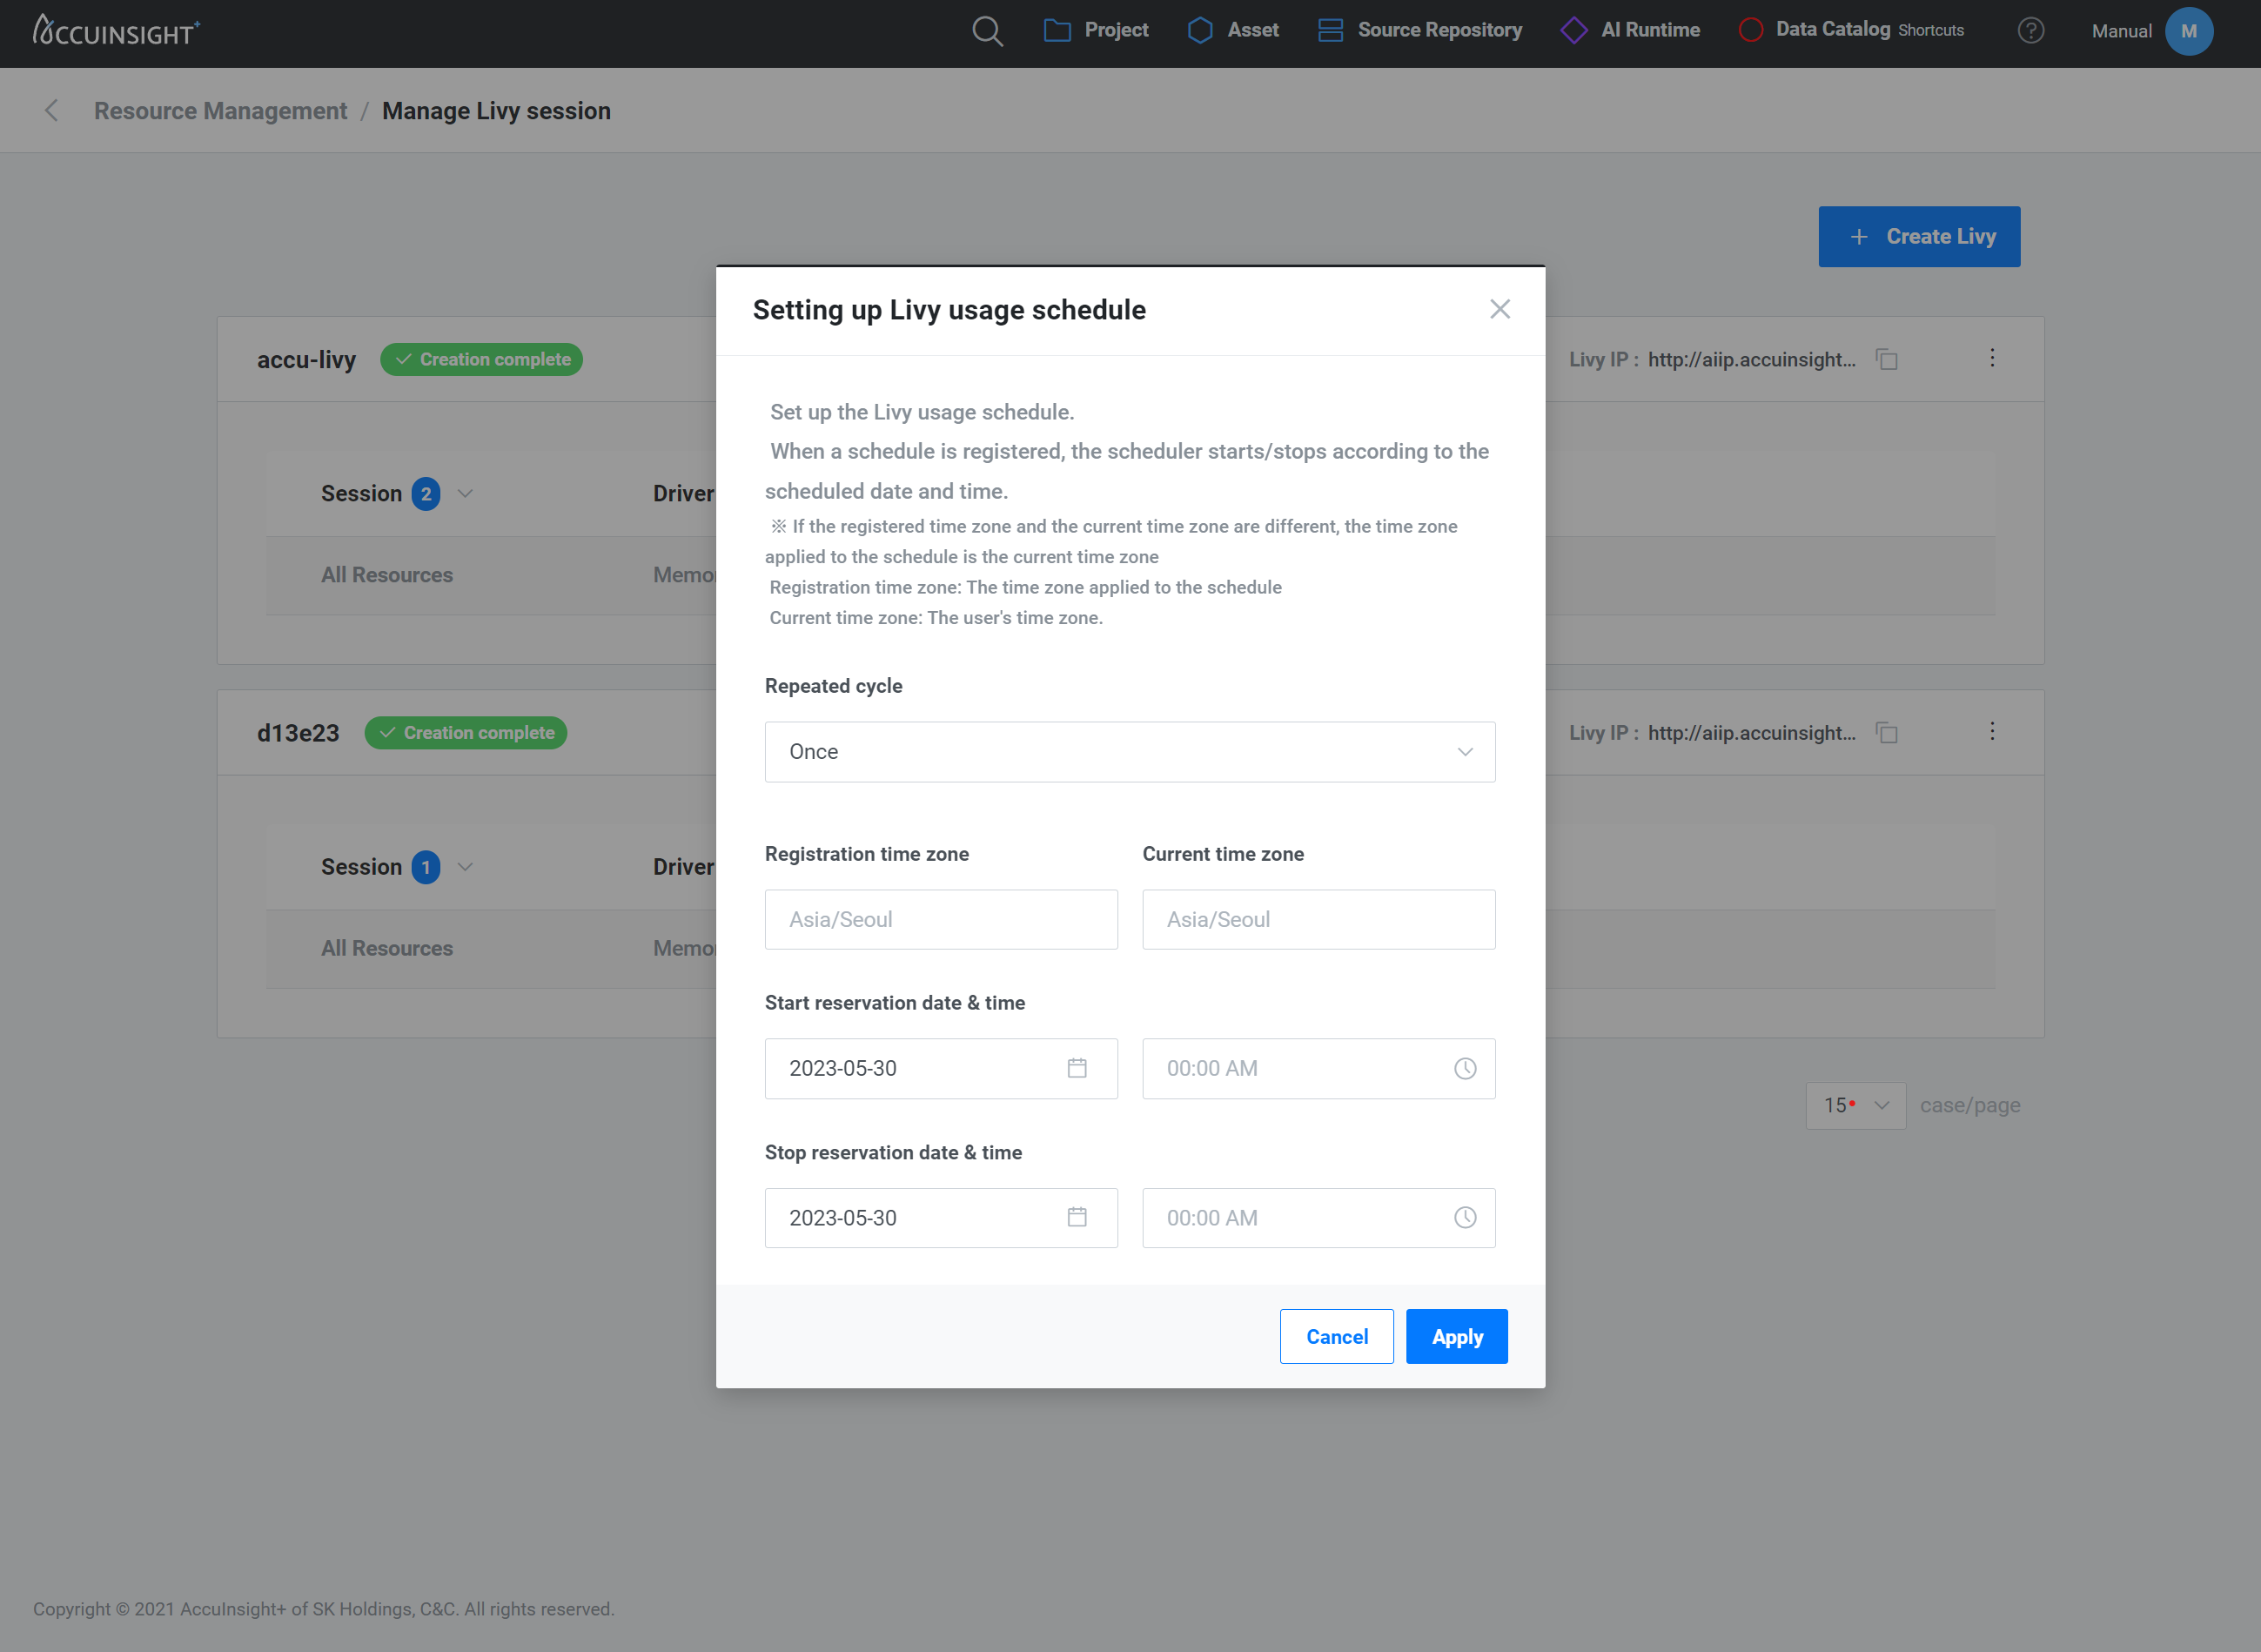 ACCUINSIGHT+
Project
Asset
Source Repository
AI Runtime
Data Catalog Shortcuts
?
Manual
M
Resource Management / Manage Livy session
+ Create Livy
accu-livy
Creation complete
Livy IP : http://aiip.accuinsight...
Session 2
Driver
All Resources
d13e23
Creation complete
Livy IP : http://aiip.accuinsight...
Session 1
Driver
All Resources
15
case/page
Setting up Livy usage schedule
Set up the Livy usage schedule.
When a schedule is registered, the scheduler starts/stops according to the
scheduled date and time.
※ If the registered time zone and the current time zone are different, the time zone
applied to the schedule is the current time zone
Registration time zone: The time zone applied to the schedule
Current time zone: The user's time zone.
Repeated cycle
Once
Registration time zone
Current time zone
Asia/Seoul
Asia/Seoul
Start reservation date & time
2023-05-30
00:00 AM
Stop reservation date & time
2023-05-30
00:00 AM
Cancel
Apply
Copyright © 2021 AccuInsight+ of SK Holdings, C&C. All rights reserved.